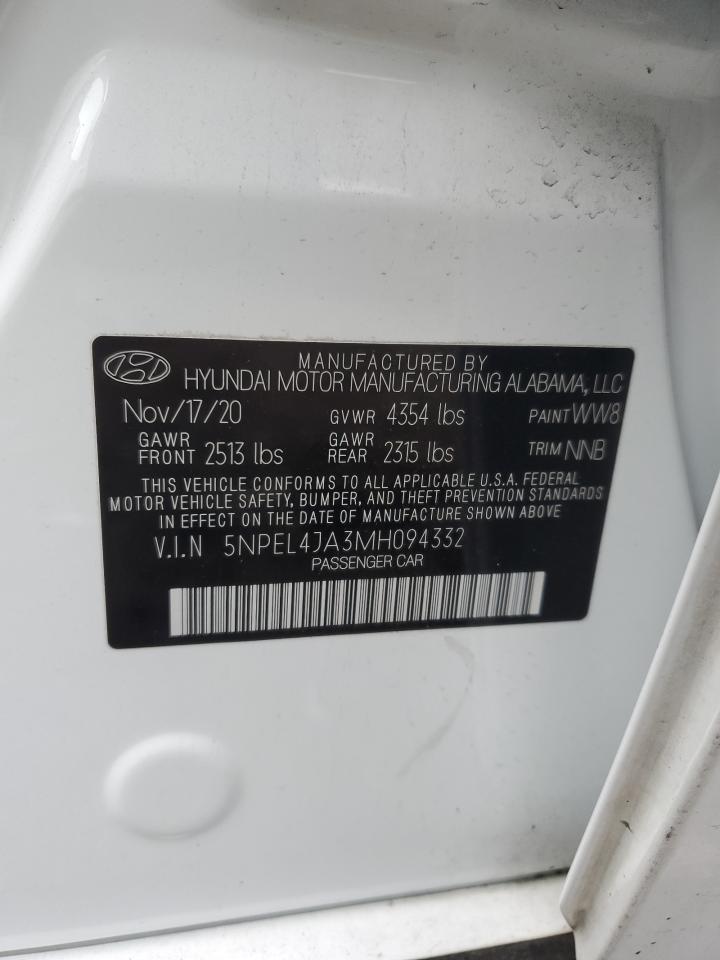 MANUFACTURED BY
HYUNDAI MOTOR MANUFACTURING ALABAMA, LLC
Nov/17/20 GVWR 4354 lbs PAINT WW8
GAWR FRONT 2513 lbs GAWR REAR 2315 lbs TRIM NNB
THIS VEHICLE CONFORMS TO ALL APPLICABLE U.S.A. FEDERAL
MOTOR VEHICLE SAFETY, BUMPER, AND THEFT PREVENTION STANDARDS
IN EFFECT ON THE DATE OF MANUFACTURE SHOWN ABOVE
V.I.N 5NPEL4JA3MH094332
PASSENGER CAR